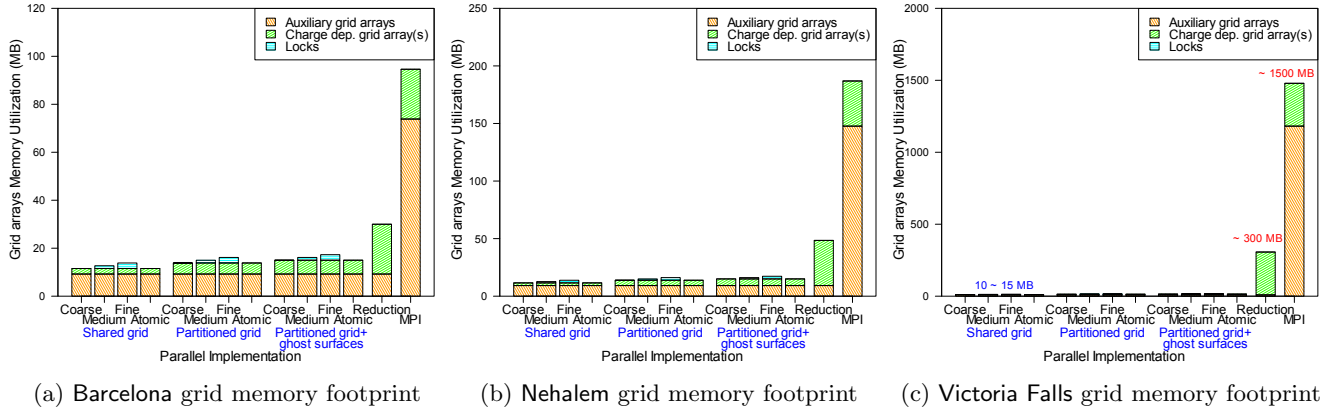 120
100
80
60
40
20
0
Grid arrays Memory Utilization (MB)
Auxiliary grid arrays
Charge dep. grid array(s)
Locks
Coarse Fine Coarse Fine Coarse Fine Reduction
Medium Atomic Medium Atomic Medium Atomic MPI
Shared grid Partitioned grid Partitioned grid+
ghost surfaces
Parallel Implementation
(a) Barcelona grid memory footprint
250
200
150
100
50
0
Grid arrays Memory Utilization (MB)
Auxiliary grid arrays
Charge dep. grid array(s)
Locks
Coarse Fine Coarse Fine Coarse Fine Reduction
Medium Atomic Medium Atomic Medium Atomic MPI
Shared grid Partitioned grid Partitioned grid+
ghost surfaces
Parallel Implementation
(b) Nehalem grid memory footprint
2000
1500
1000
500
0
Grid arrays Memory Utilization (MB)
Auxiliary grid arrays
Charge dep. grid array(s)
Locks
~ 1500 MB
~ 300 MB
10 ~ 15 MB
Coarse Fine Coarse Fine Coarse Fine Reduction
Medium Atomic Medium Atomic Medium Atomic MPI
Shared grid Partitioned grid Partitioned grid+
ghost surfaces
Parallel Implementation
(c) Victoria Falls grid memory footprint